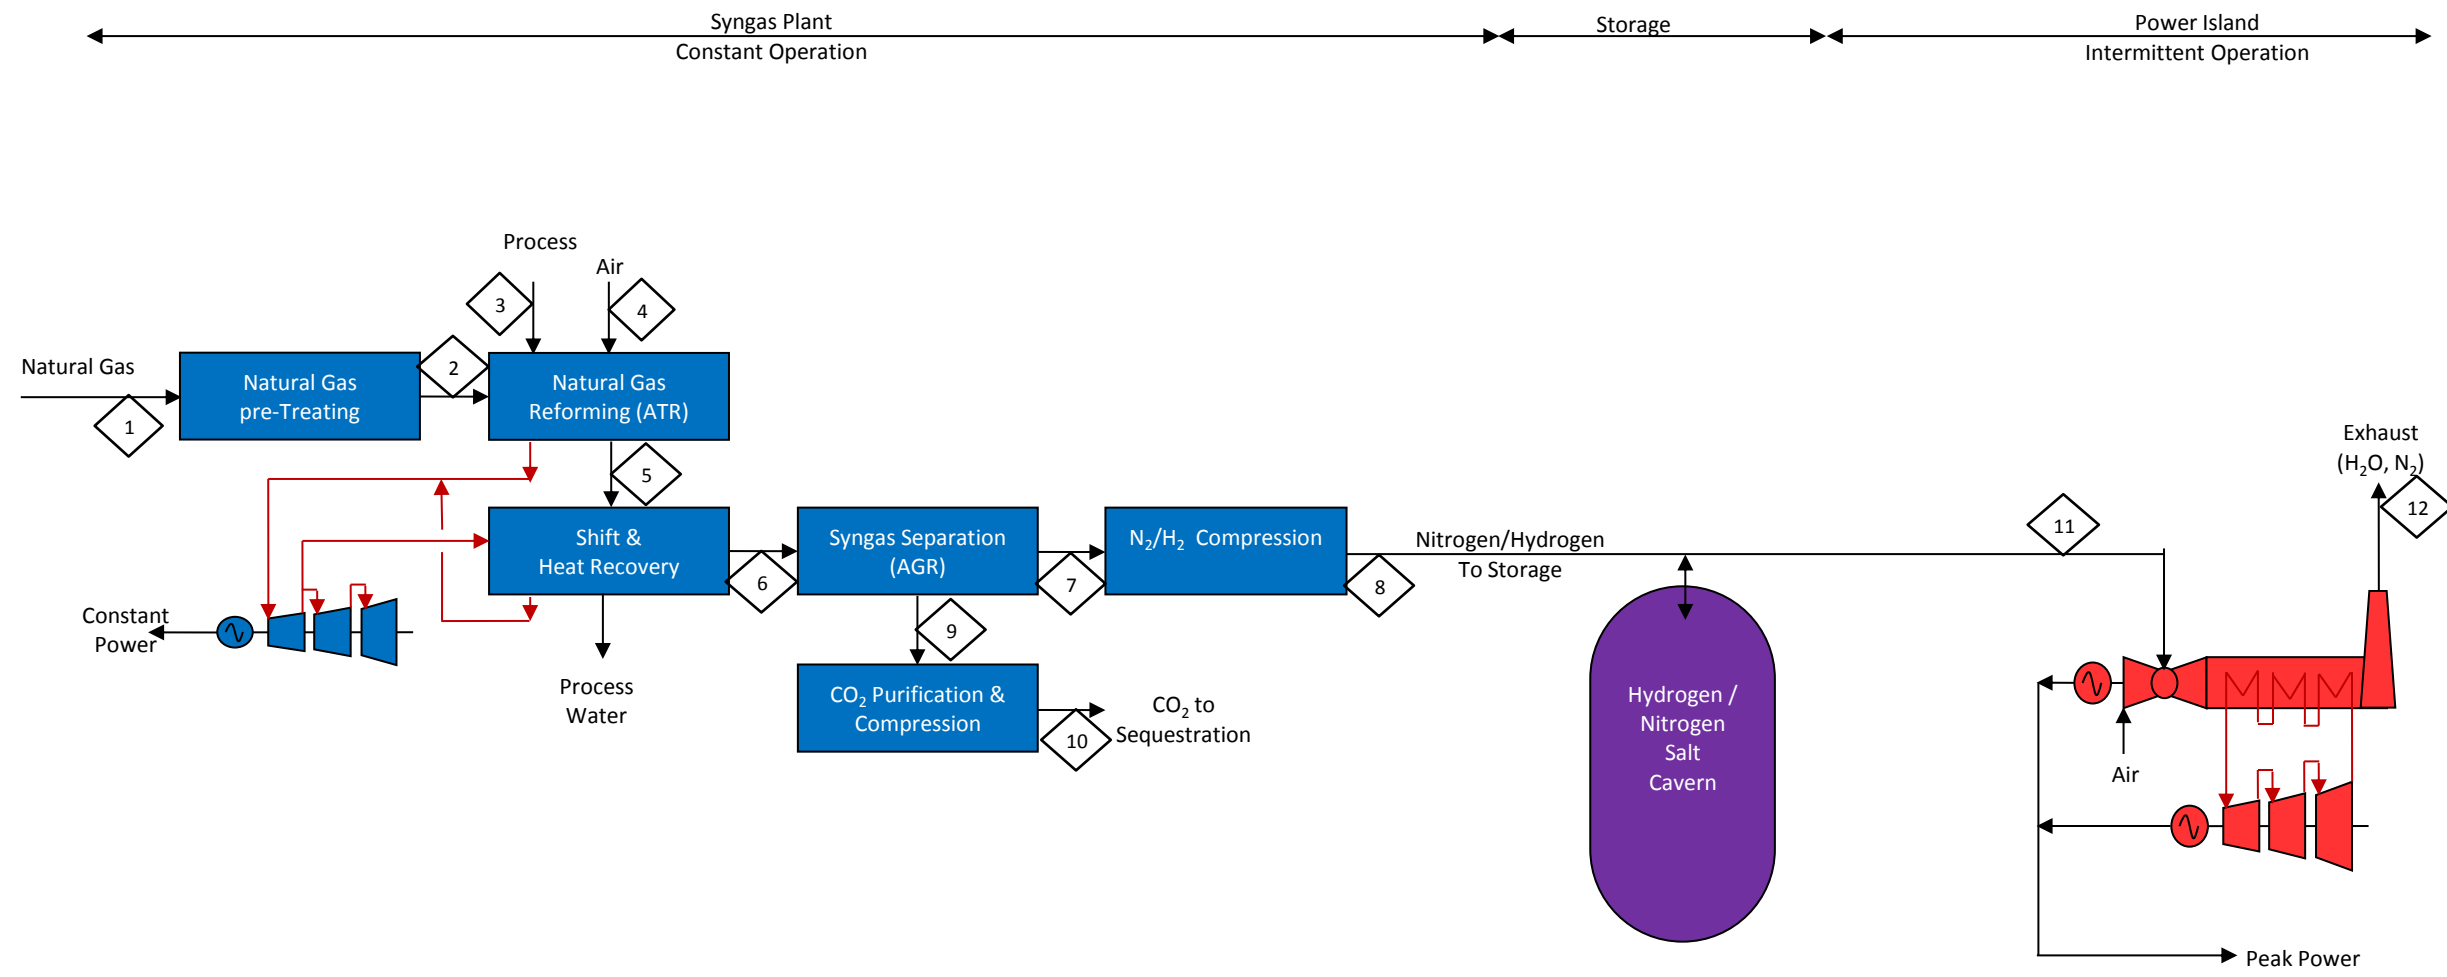 Syngas Plant
Constant Operation
Storage
Power Island
Intermittent Operation
Process
Air
3
4
Natural Gas
1
Natural Gas
pre-Treating
2
Natural Gas
Reforming (ATR)
5
Shift &
Heat Recovery
6
Syngas Separation
(AGR)
7
N₂/H₂ Compression
8
Nitrogen/Hydrogen
To Storage
11
Exhaust
(H₂O, N₂)
12
Constant
Power
Process
Water
9
CO₂ Purification &
Compression
10
CO₂ to
Sequestration
Hydrogen /
Nitrogen
Salt
Cavern
Air
Peak Power